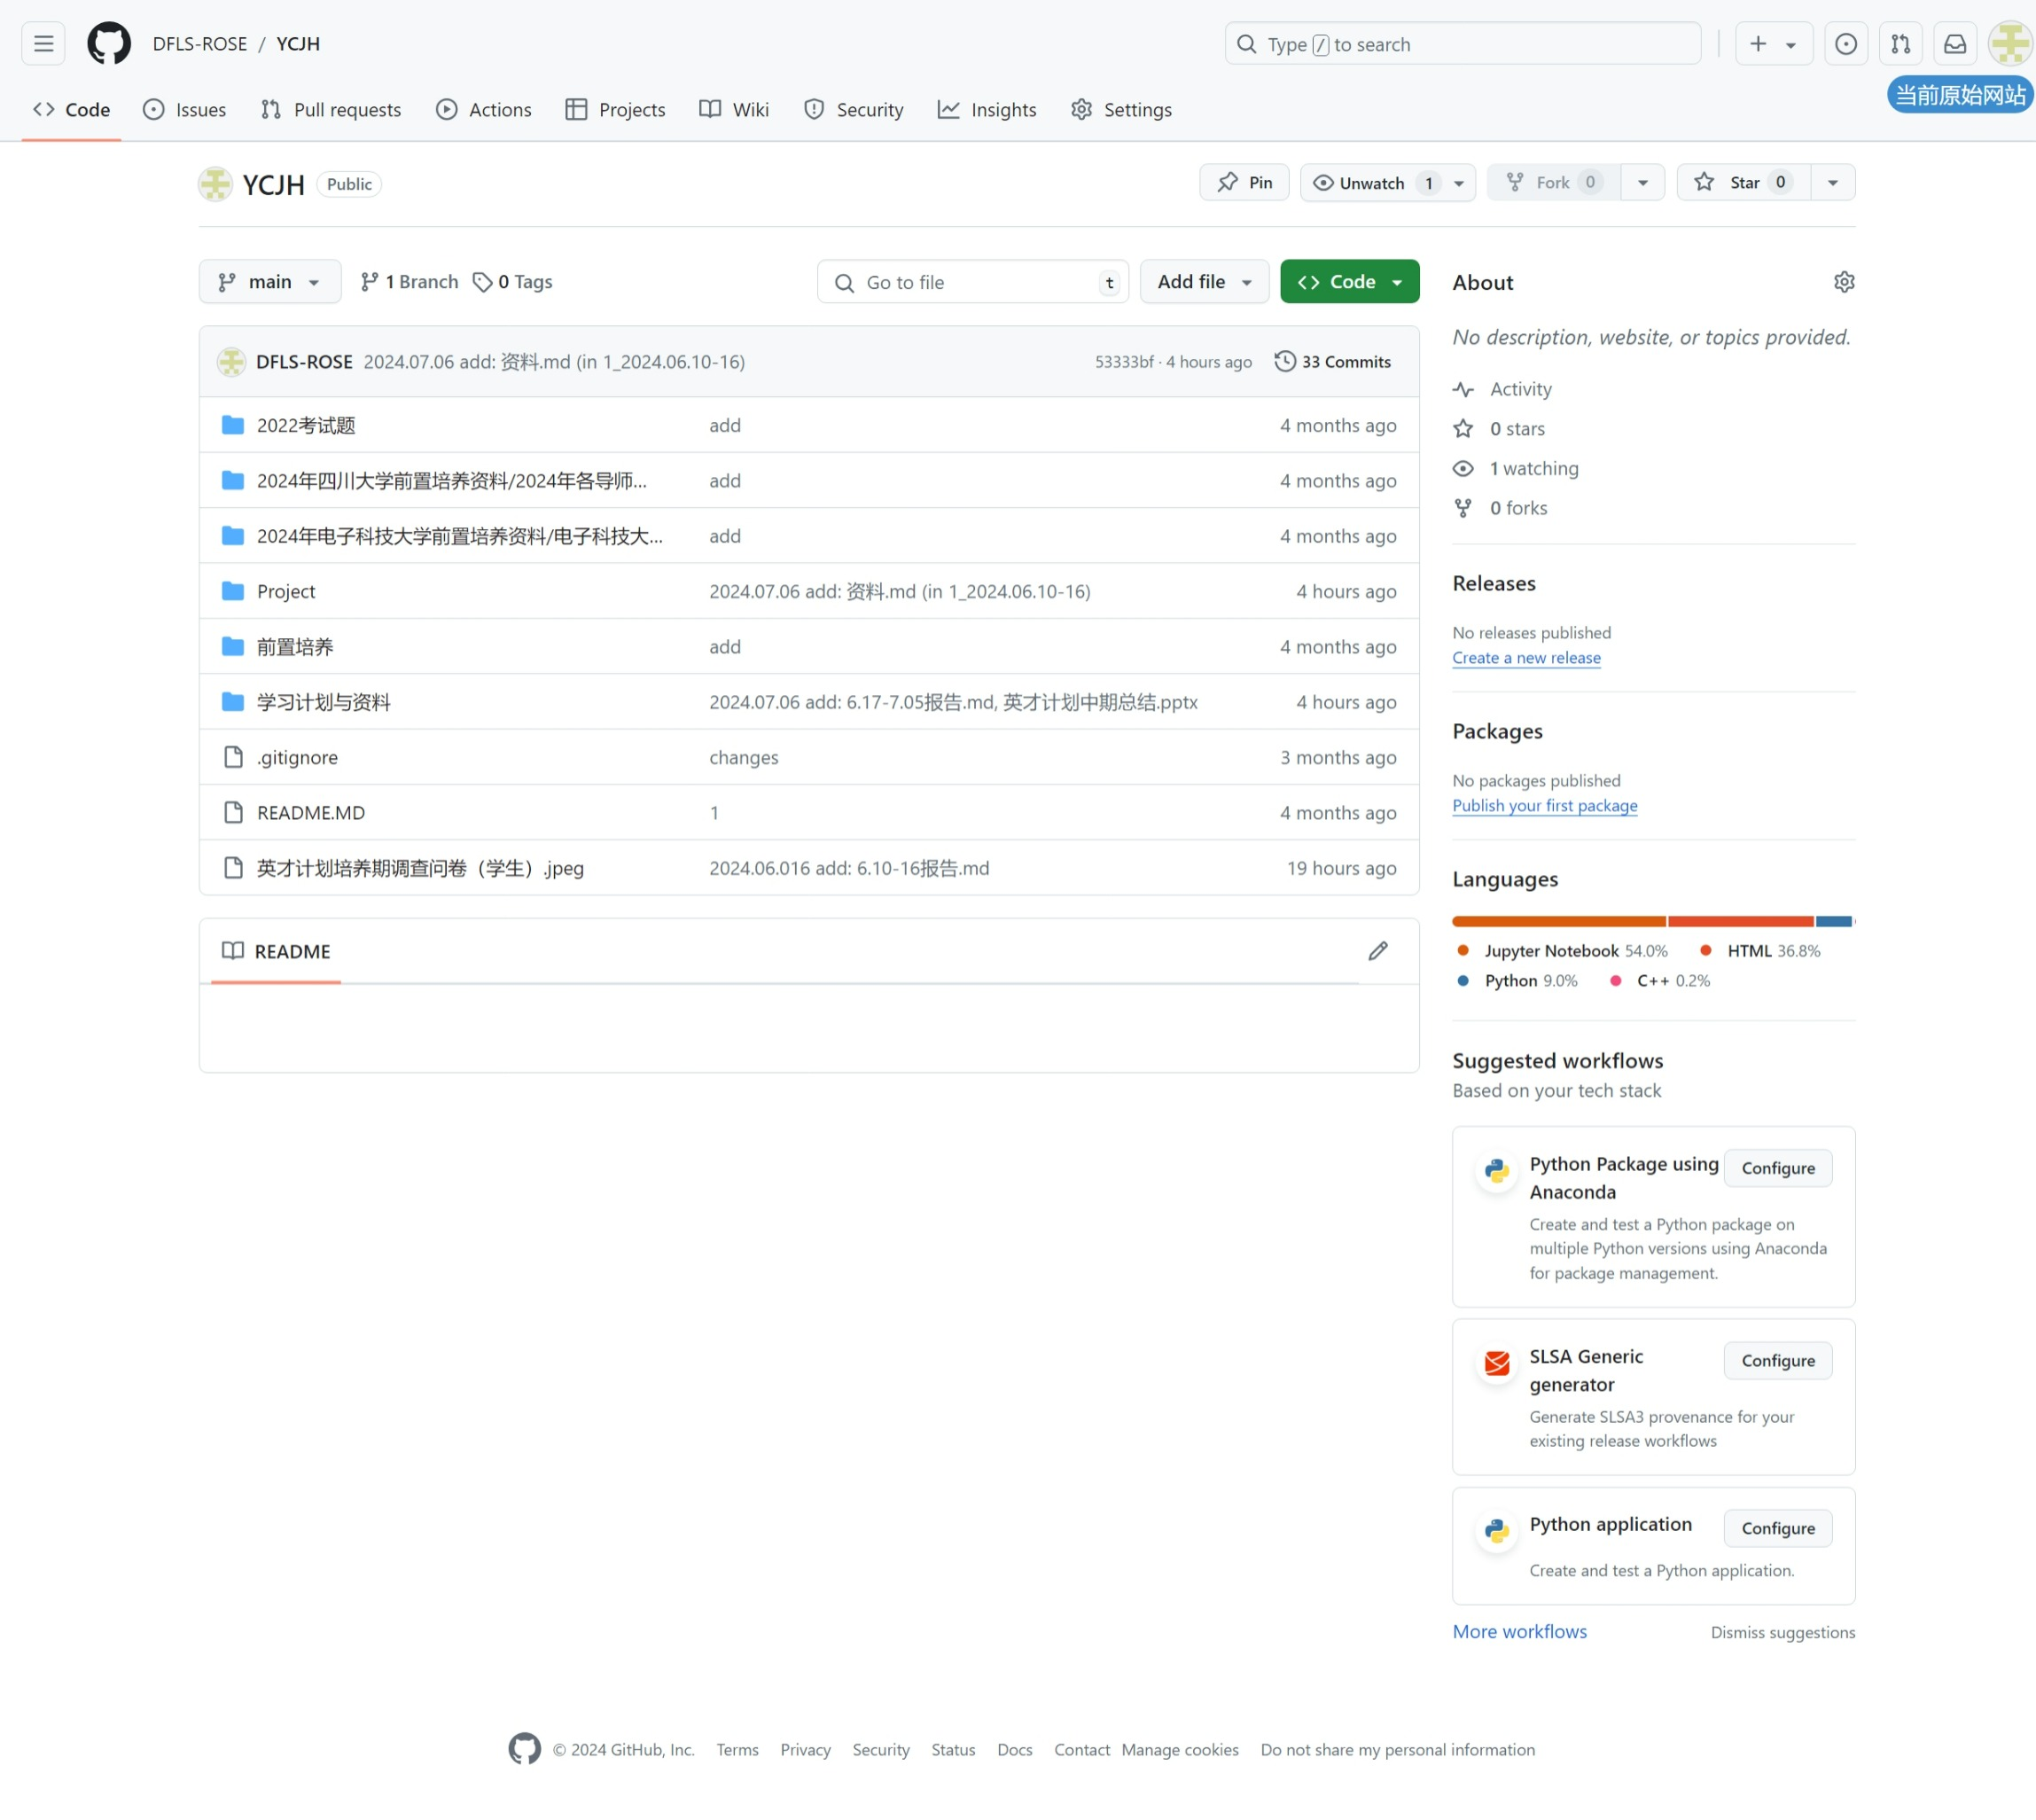 DFLS-ROSE / YCJH
Type / to search
Code Issues Pull requests Actions Projects Wiki Security Insights Settings
当前原始网站
YCJH Public
Pin Unwatch 1 Fork 0 Star 0
main 1 Branch 0 Tags Go to file t Add file Code
DFLS-ROSE 2024.07.06 add: 资料.md (in 1_2024.06.10-16) 53333bf · 4 hours ago 33 Commits
2022考试题 add 4 months ago
2024年四川大学前置培养资料/2024年各导师... add 4 months ago
2024年电子科技大学前置培养资料/电子科技大... add 4 months ago
Project 2024.07.06 add: 资料.md (in 1_2024.06.10-16) 4 hours ago
前置培养 add 4 months ago
学习计划与资料 2024.07.06 add: 6.17-7.05报告.md, 英才计划中期总结.pptx 4 hours ago
.gitignore changes 3 months ago
README.MD 1 4 months ago
英才计划培养期调查问卷（学生）.jpeg 2024.06.016 add: 6.10-16报告.md 19 hours ago
README
About
No description, website, or topics provided.
Activity
0 stars
1 watching
0 forks
Releases
No releases published
Create a new release
Packages
No packages published
Publish your first package
Languages
Jupyter Notebook 54.0% HTML 36.8%
Python 9.0% C++ 0.2%
Suggested workflows
Based on your tech stack
Python Package using Configure
Anaconda
Create and test a Python package on
multiple Python versions using Anaconda
for package management.
SLSA Generic Configure
generator
Generate SLSA3 provenance for your
existing release workflows
Python application Configure
Create and test a Python application.
More workflows Dismiss suggestions
© 2024 GitHub, Inc. Terms Privacy Security Status Docs Contact Manage cookies Do not share my personal information